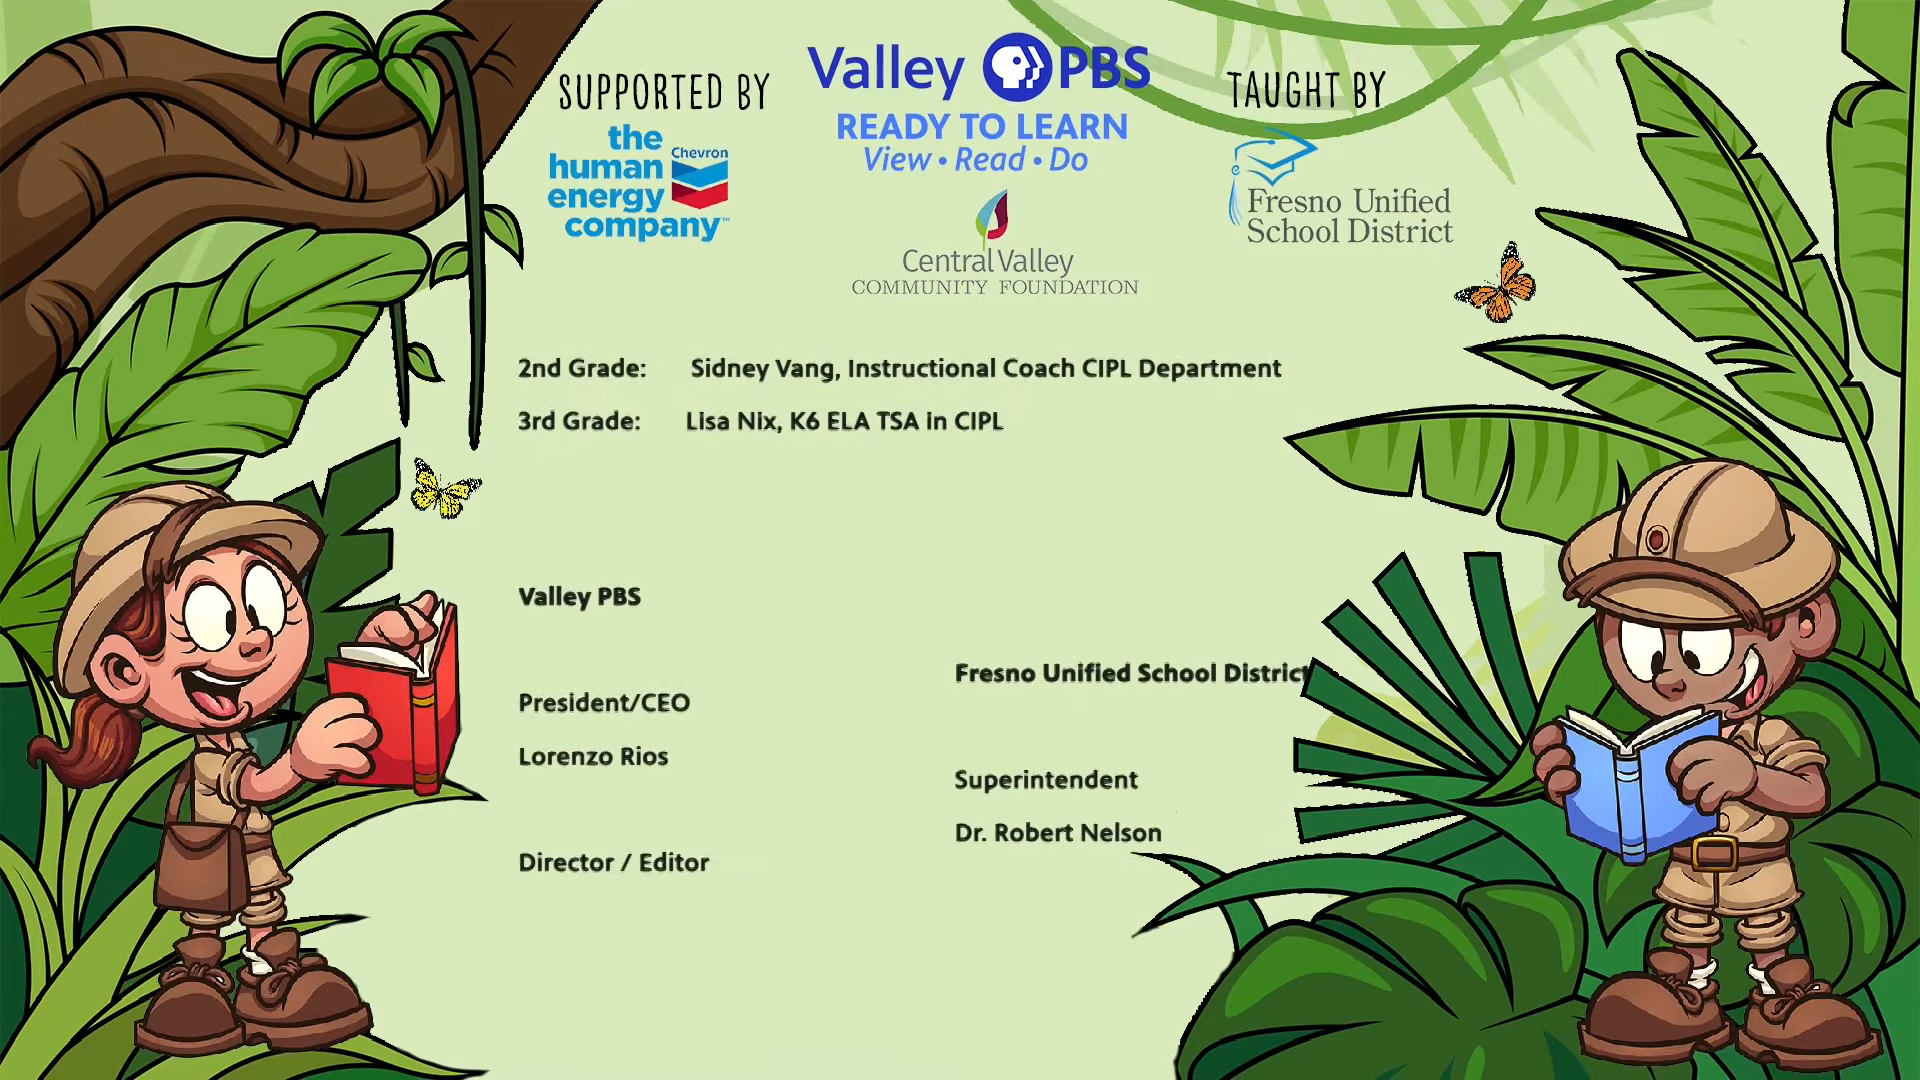 SUPPORTED BY
the
human
energy
company™
Chevron
Valley PBS
READY TO LEARN
View • Read • Do
Central Valley
COMMUNITY FOUNDATION
TAUGHT BY
Fresno Unified
School District
2nd Grade: Sidney Vang, Instructional Coach CIPL Department
3rd Grade: Lisa Nix, K6 ELA TSA in CIPL
Valley PBS
President/CEO
Lorenzo Rios
Director / Editor
Fresno Unified School District
Superintendent
Dr. Robert Nelson